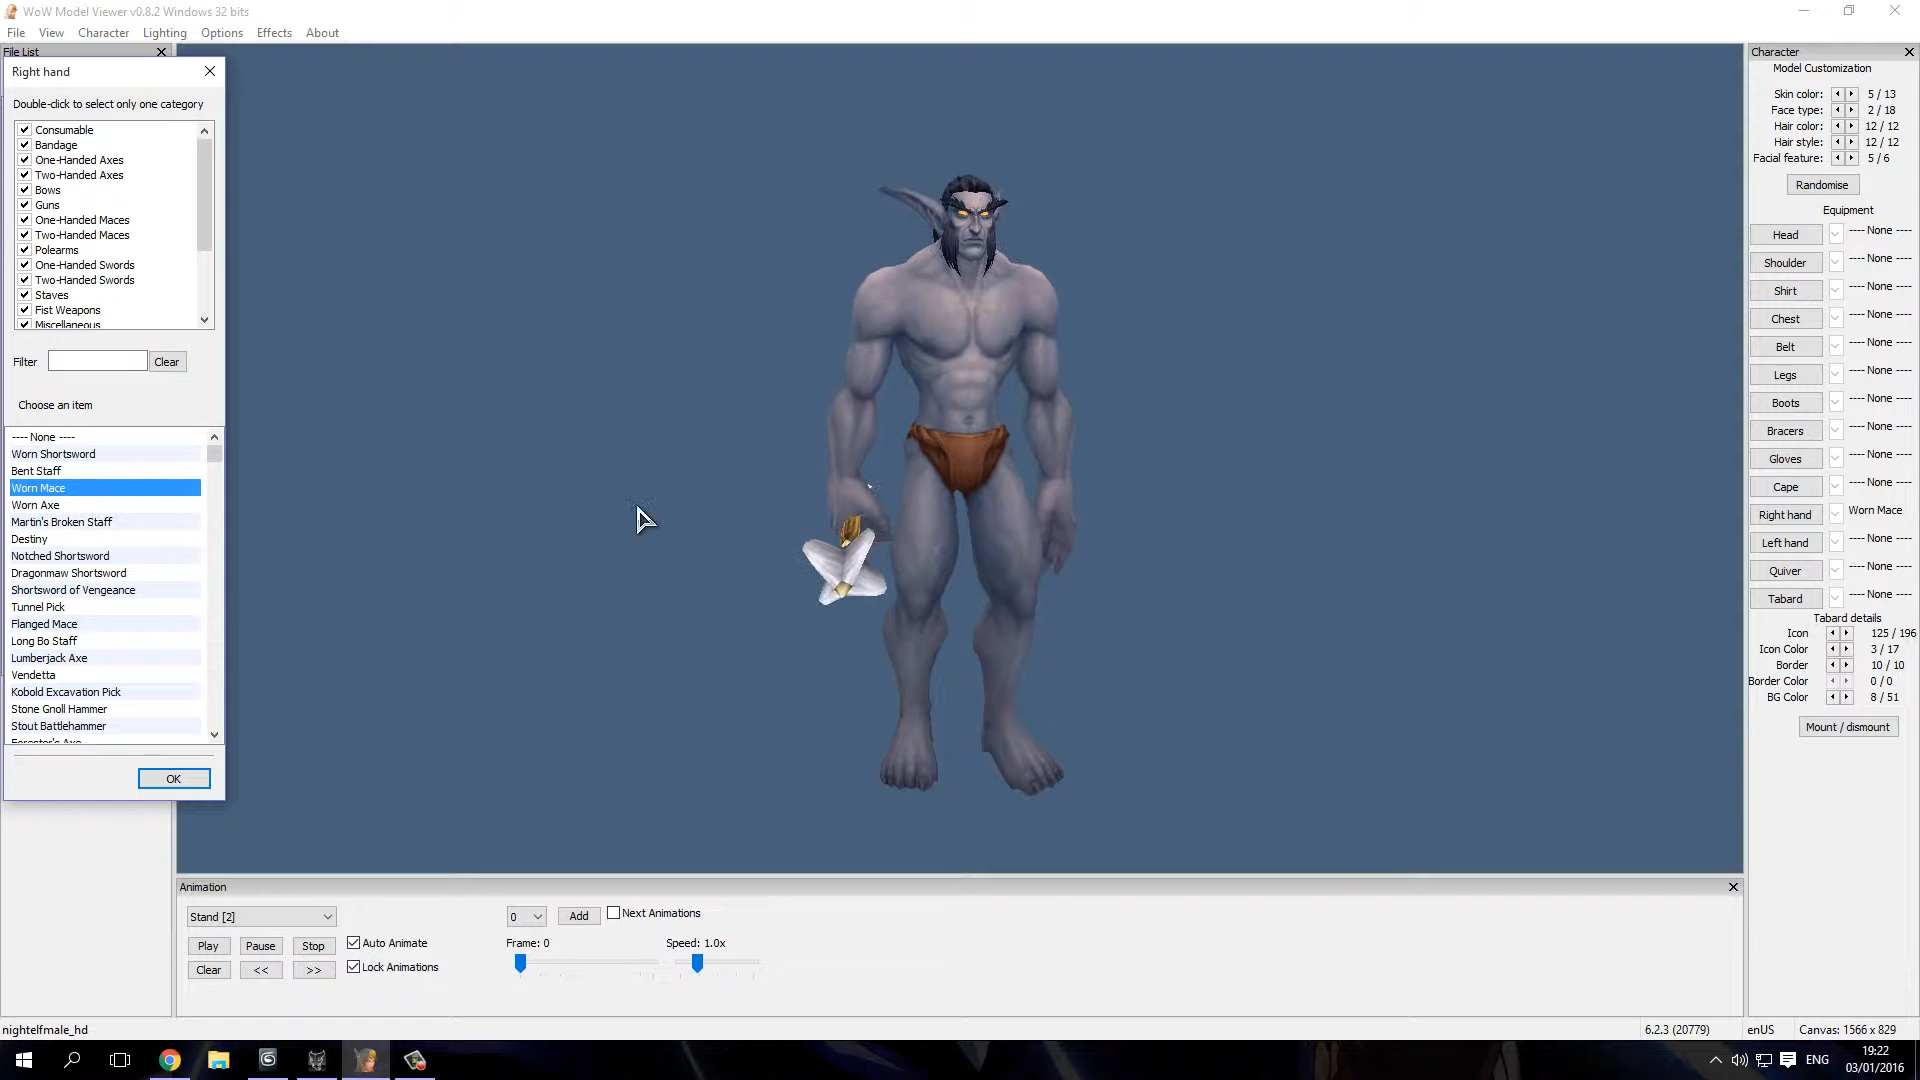 WoW Model Viewer v0.8.2 Windows 32 bits
File View Character Lighting Options Effects About
File List
Right hand
Double-click to select only one category
Consumable
Bandage
One-Handed Axes
Two-Handed Axes
Bows
Guns
One-Handed Maces
Two-Handed Maces
Polearms
One-Handed Swords
Two-Handed Swords
Staves
Fist Weapons
Miscellaneous
Filter Clear
Choose an item
---- None ----
Worn Shortsword
Bent Staff
Worn Mace
Worn Axe
Martin's Broken Staff
Destiny
Notched Shortsword
Dragonmaw Shortsword
Shortsword of Vengeance
Tunnel Pick
Flanged Mace
Long Bo Staff
Lumberjack Axe
Vendetta
Kobold Excavation Pick
Stone Gnoll Hammer
Stout Battlehammer
Forester's Axe
OK
Character
Model Customization
Skin color: 5 / 13
Face type: 2 / 18
Hair color: 12 / 12
Hair style: 12 / 12
Facial feature: 5 / 6
Randomise
Equipment
Head ---- None ----
Shoulder ---- None ----
Shirt ---- None ----
Chest ---- None ----
Belt ---- None ----
Legs ---- None ----
Boots ---- None ----
Bracers ---- None ----
Gloves ---- None ----
Cape ---- None ----
Right hand Worn Mace
Left hand ---- None ----
Quiver ---- None ----
Tabard ---- None ----
Tabard details
Icon 125 / 196
Icon Color 3 / 17
Border 10 / 10
Border Color 0 / 0
BG Color 8 / 51
Mount / dismount
Animation
Stand [2] 0 Add Next Animations
Play Pause Stop Auto Animate Frame: 0 Speed: 1.0x
Clear << >> Lock Animations
nightelfmale_hd 6.2.3 (20779) enUS Canvas: 1566 x 829
ENG
19:22
03/01/2016